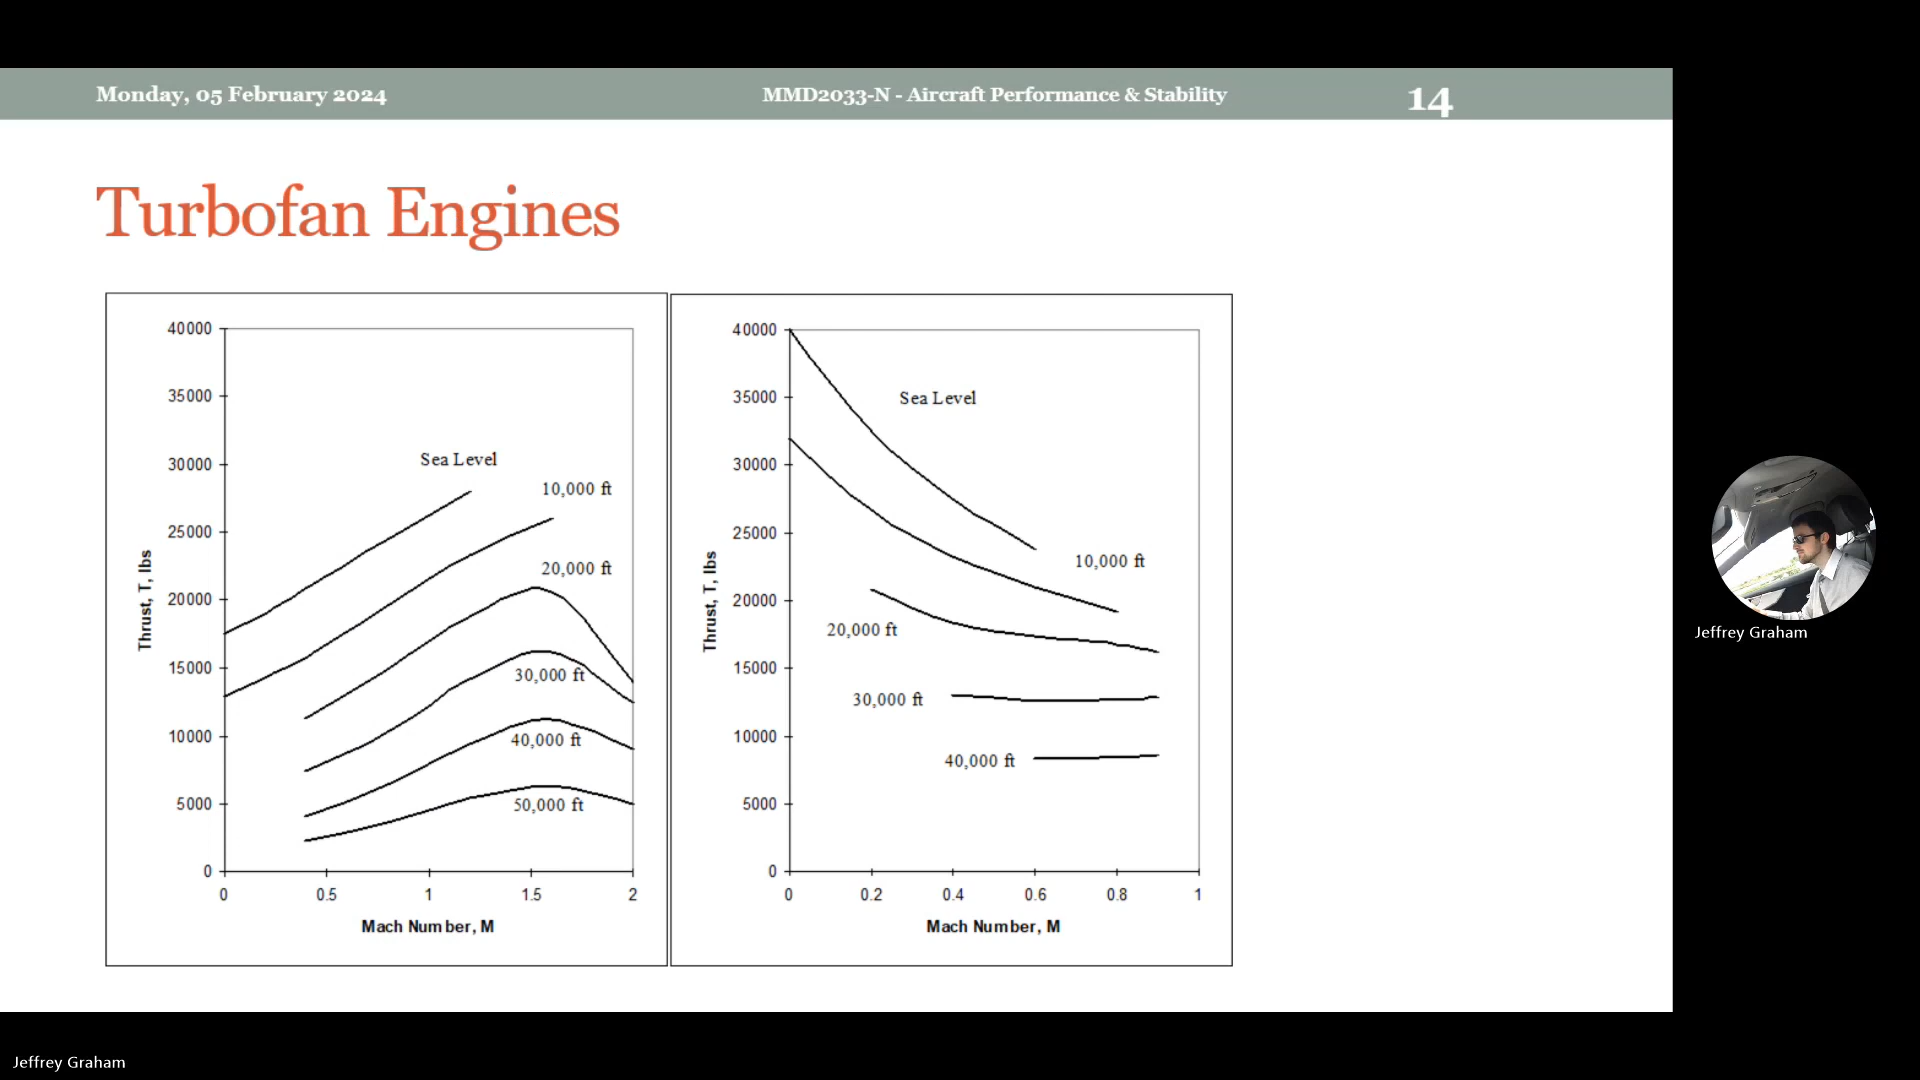 Monday, 05 February 2024
MMD2033-N - Aircraft Performance & Stability
14
Turbofan Engines
40000
35000
30000
25000
20000
15000
10000
5000
0
Thrust, T, lbs
Sea Level
10,000 ft
20,000 ft
30,000 ft
40,000 ft
50,000 ft
0 0.5 1 1.5 2
Mach Number, M
40000
35000
30000
25000
20000
15000
10000
5000
0
Thrust, T, lbs
Sea Level
10,000 ft
20,000 ft
30,000 ft
40,000 ft
0 0.2 0.4 0.6 0.8 1
Mach Number, M
Jeffrey Graham
Jeffrey Graham